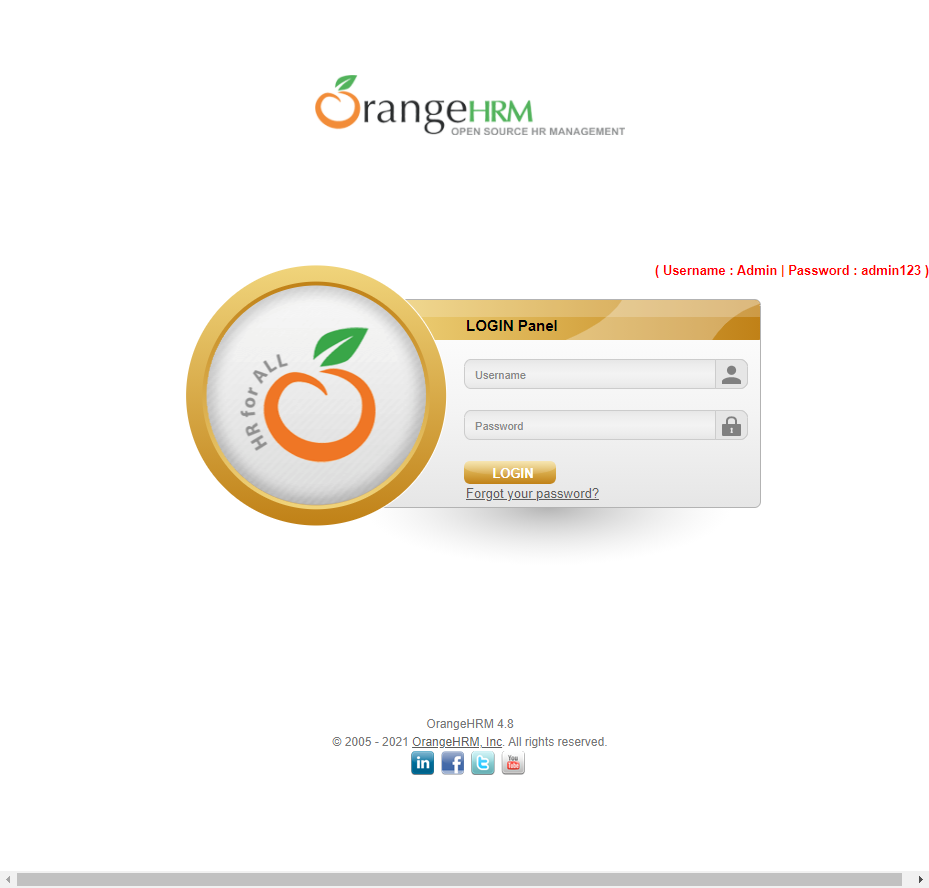 OrangeHRM
OPEN SOURCE HR MANAGEMENT
( Username : Admin | Password : admin123 )
LOGIN Panel
HR for ALL
Username
Password
LOGIN
Forgot your password?
OrangeHRM 4.8
© 2005 - 2021 OrangeHRM, Inc. All rights reserved.
in f t You Tube